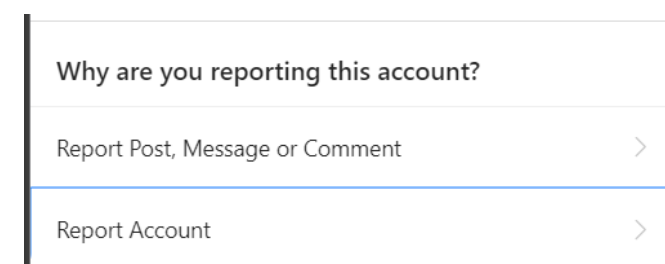 Why are you reporting this account?
Report Post, Message or Comment
Report Account